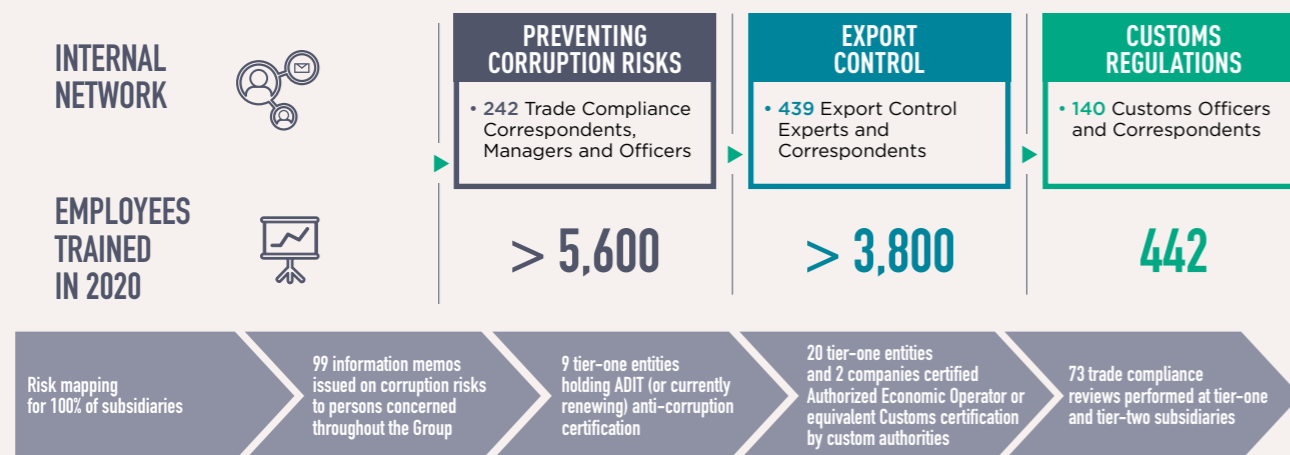 INTERNAL
NETWORK
PREVENTING
CORRUPTION RISKS
• 242 Trade Compliance
Correspondents,
Managers and Officers
EXPORT
CONTROL
• 439 Export Control
Experts and
Correspondents
CUSTOMS
REGULATIONS
• 140 Customs Officers
and Correspondents
EMPLOYEES
TRAINED
IN 2020
> 5,600
> 3,800
442
Risk mapping
for 100% of subsidiaries
99 information memos
issued on corruption risks
to persons concerned
throughout the Group
9 tier-one entities
holding ADIT (or currently
renewing) anti-corruption
certification
20 tier-one entities
and 2 companies certified
Authorized Economic Operator or
equivalent Customs certification
by custom authorities
73 trade compliance
reviews performed at tier-one
and tier-two subsidiaries